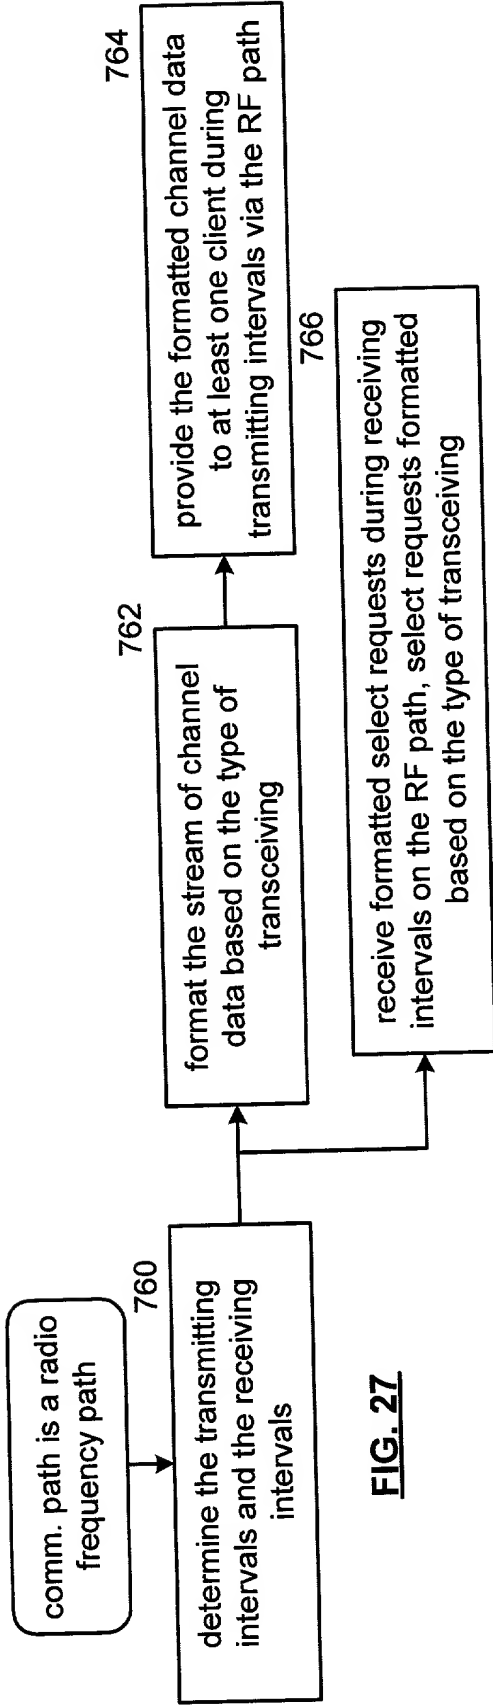 comm. path is a radio
frequency path
760
determine the transmitting
intervals and the receiving
intervals
762
format the stream of channel
data based on the type of
transceiving
764
provide the formatted channel data
to at least one client during
transmitting intervals via the RF path
766
receive formatted select requests during receiving
intervals on the RF path, select requests formatted
based on the type of transceiving
FIG. 27